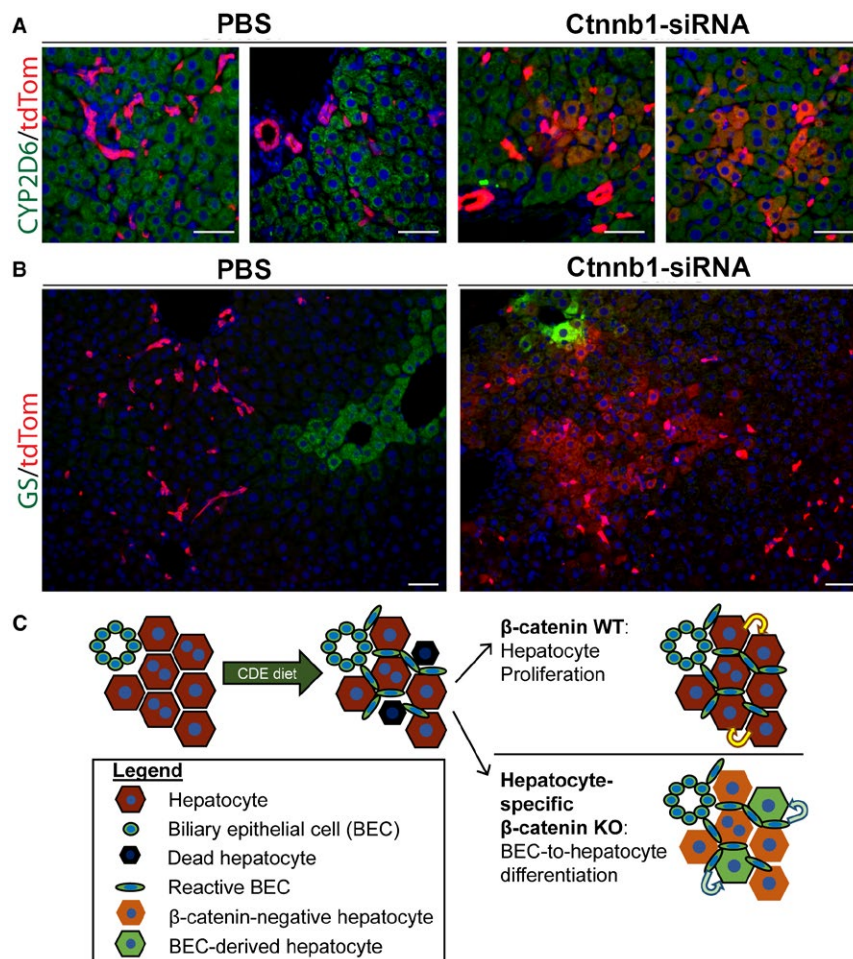 A
PBS
Ctnnb1-siRNA
CYP2D6/tdTom
B
PBS
Ctnnb1-siRNA
GS/tdTom
C
CDE diet
β-catenin WT:
Hepatocyte
Proliferation
Hepatocyte-
specific
β-catenin KO:
BEC-to-hepatocyte
differentiation
Legend
Hepatocyte
Biliary epithelial cell (BEC)
Dead hepatocyte
Reactive BEC
β-catenin-negative hepatocyte
BEC-derived hepatocyte